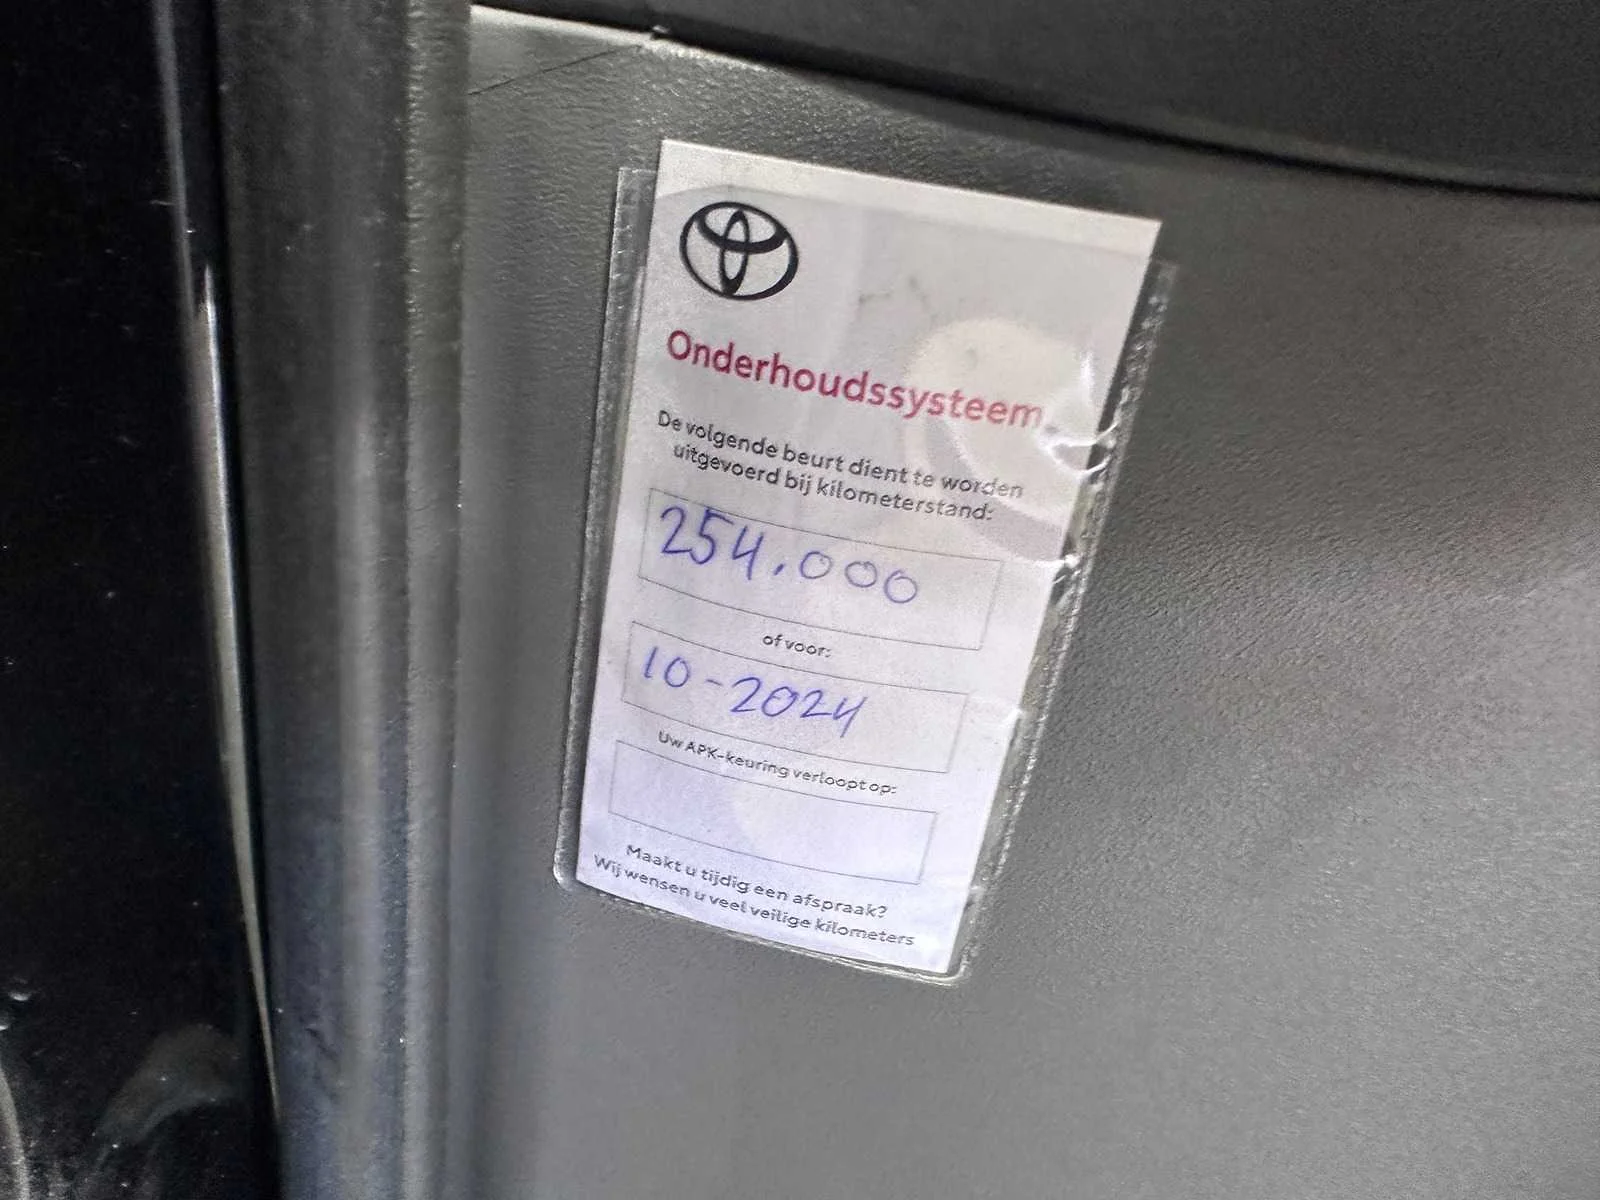 Onderhoudssysteem
De volgende beurt dient te worden
uitgevoerd bij kilometerstand:
254.000
of voor:
10-2024
Uw APK-keuring verloopt op:
Maakt u tijdig een afspraak?
Wij wensen u veel veilige kilometers